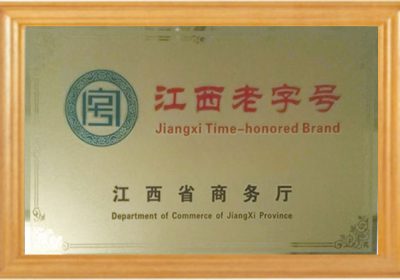 江西老字号
Jiangxi Time-honored Brand
江西省商务厅
Department of Commerce of JiangXi Province